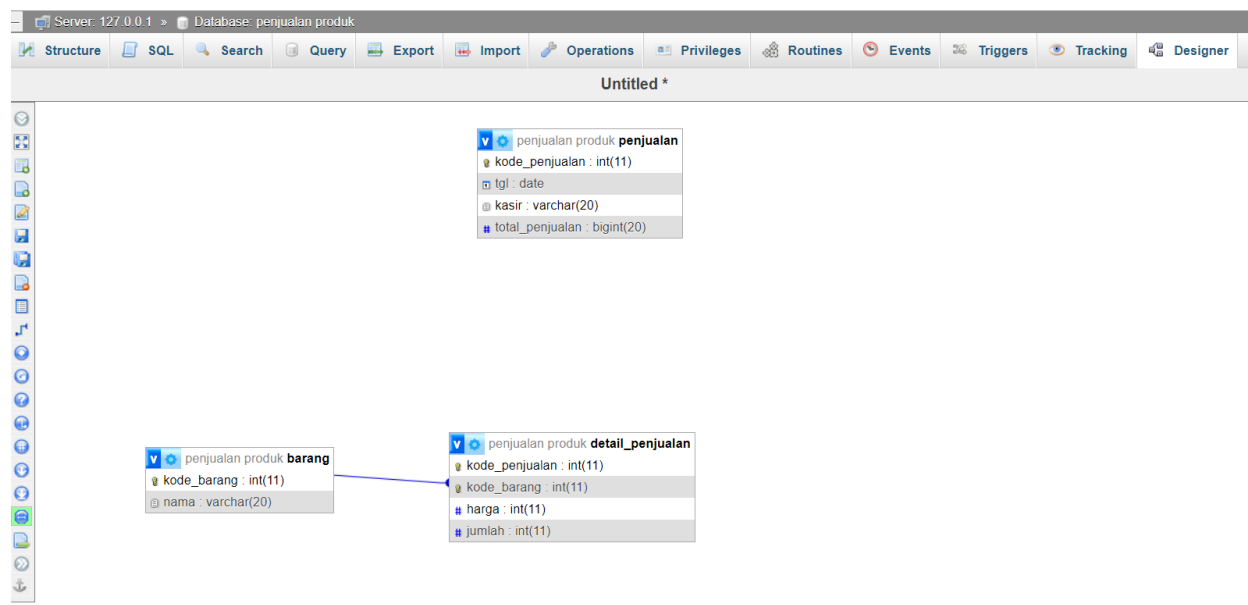 Server: 127.0.0.1 » Database: penjualan produk
Structure SQL Search Query Export Import Operations Privileges Routines Events Triggers Tracking Designer
Untitled *
v penjualan produk penjualan
kode_penjualan : int(11)
tgl : date
kasir : varchar(20)
# total_penjualan : bigint(20)
v penjualan produk barang
kode_barang : int(11)
nama : varchar(20)
v penjualan produk detail_penjualan
kode_penjualan : int(11)
kode_barang : int(11)
# harga : int(11)
# jumlah : int(11)